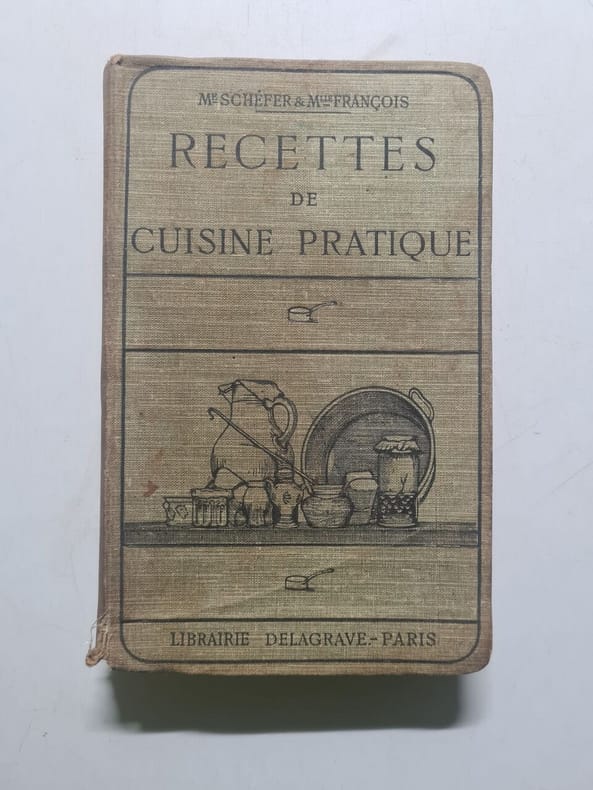 Mᴱ SCHÉFER & Mᴸᴸᴱ FRANÇOIS
RECETTES
DE
CUISINE PRATIQUE
LIBRAIRIE DELAGRAVE.-PARIS